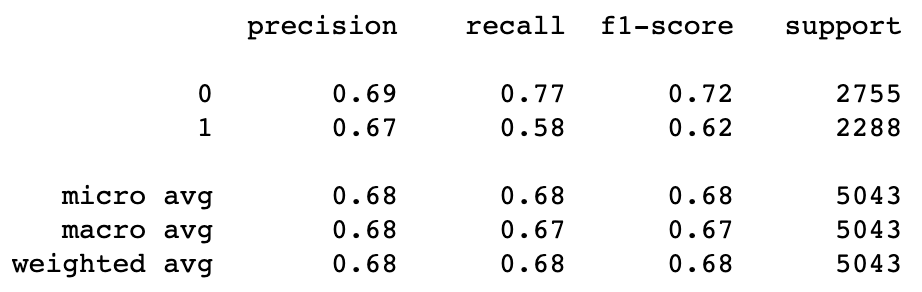 precision recall f1-score support
0 0.69 0.77 0.72 2755
1 0.67 0.58 0.62 2288
micro avg 0.68 0.68 0.68 5043
macro avg 0.68 0.67 0.67 5043
weighted avg 0.68 0.68 0.68 5043